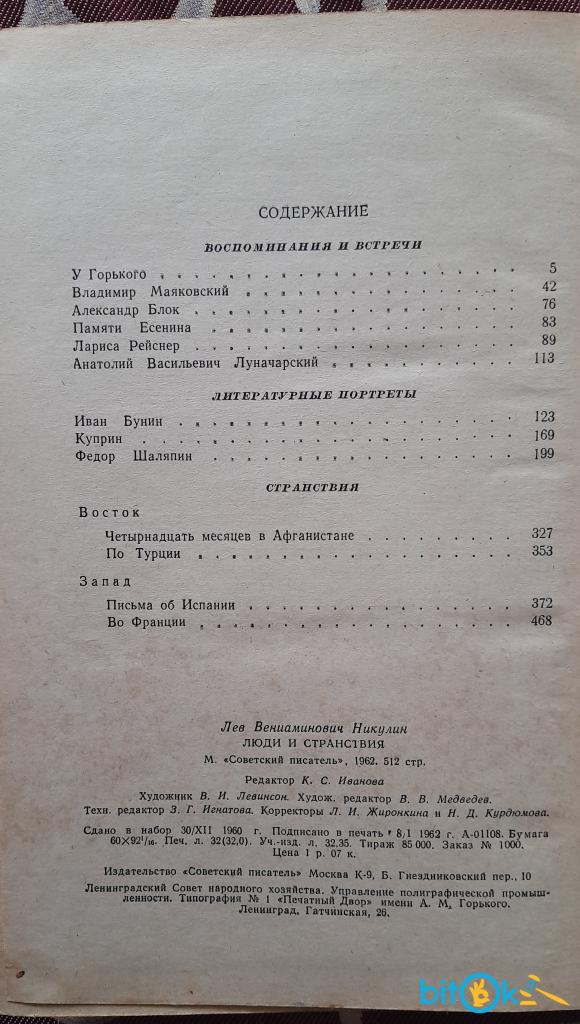 СОДЕРЖАНИЕ
ВОСПОМИНАНИЯ И ВСТРЕЧИ
У Горького . . . . . . . . . . . . . . . . 5
Владимир Маяковский . . . . . . . . . . . . 42
Александр Блок . . . . . . . . . . . . . . 76
Памяти Есенина . . . . . . . . . . . . . . 83
Лариса Рейснер . . . . . . . . . . . . . . 89
Анатолий Васильевич Луначарский . . . . . . . . 113
ЛИТЕРАТУРНЫЕ ПОРТРЕТЫ
Иван Бунин . . . . . . . . . . . . . . . . 123
Куприн . . . . . . . . . . . . . . . . . 169
Федор Шаляпин . . . . . . . . . . . . . . 199
СТРАНСТВИЯ
Восток
Четырнадцать месяцев в Афганистане . . . . . . . . 327
По Турции . . . . . . . . . . . . . . . . 353
Запад
Письма об Испании . . . . . . . . . . . . . 372
Во Франции . . . . . . . . . . . . . . . . 468
Лев Вениаминович Никулин
ЛЮДИ И СТРАНСТВИЯ
М. «Советский писатель», 1962. 512 стр.
Редактор К. С. Иванова
Художник В. И. Левинсон. Худож. редактор В. В. Медведев.
Техн. редактор З. Г. Игнатова. Корректоры Л. И. Жиронкина и Н. Д. Курдюмова.
Сдано в набор 30/XII 1960 г. Подписано в печать 8/1 1962 г. А-01108. Бумага
60×92¹/₁₆. Печ. л. 32(32,0). Уч.-изд. л. 32,35. Тираж 85 000. Заказ № 1000.
Цена 1 р. 07 к.
Издательство «Советский писатель» Москва К-9, Б. Гнездниковский пер., 10
Ленинградский Совет народного хозяйства. Управление полиграфической промыш-
ленности. Типография № 1 «Печатный Двор» имени А. М. Горького.
Ленинград, Гатчинская, 26.
bitOk